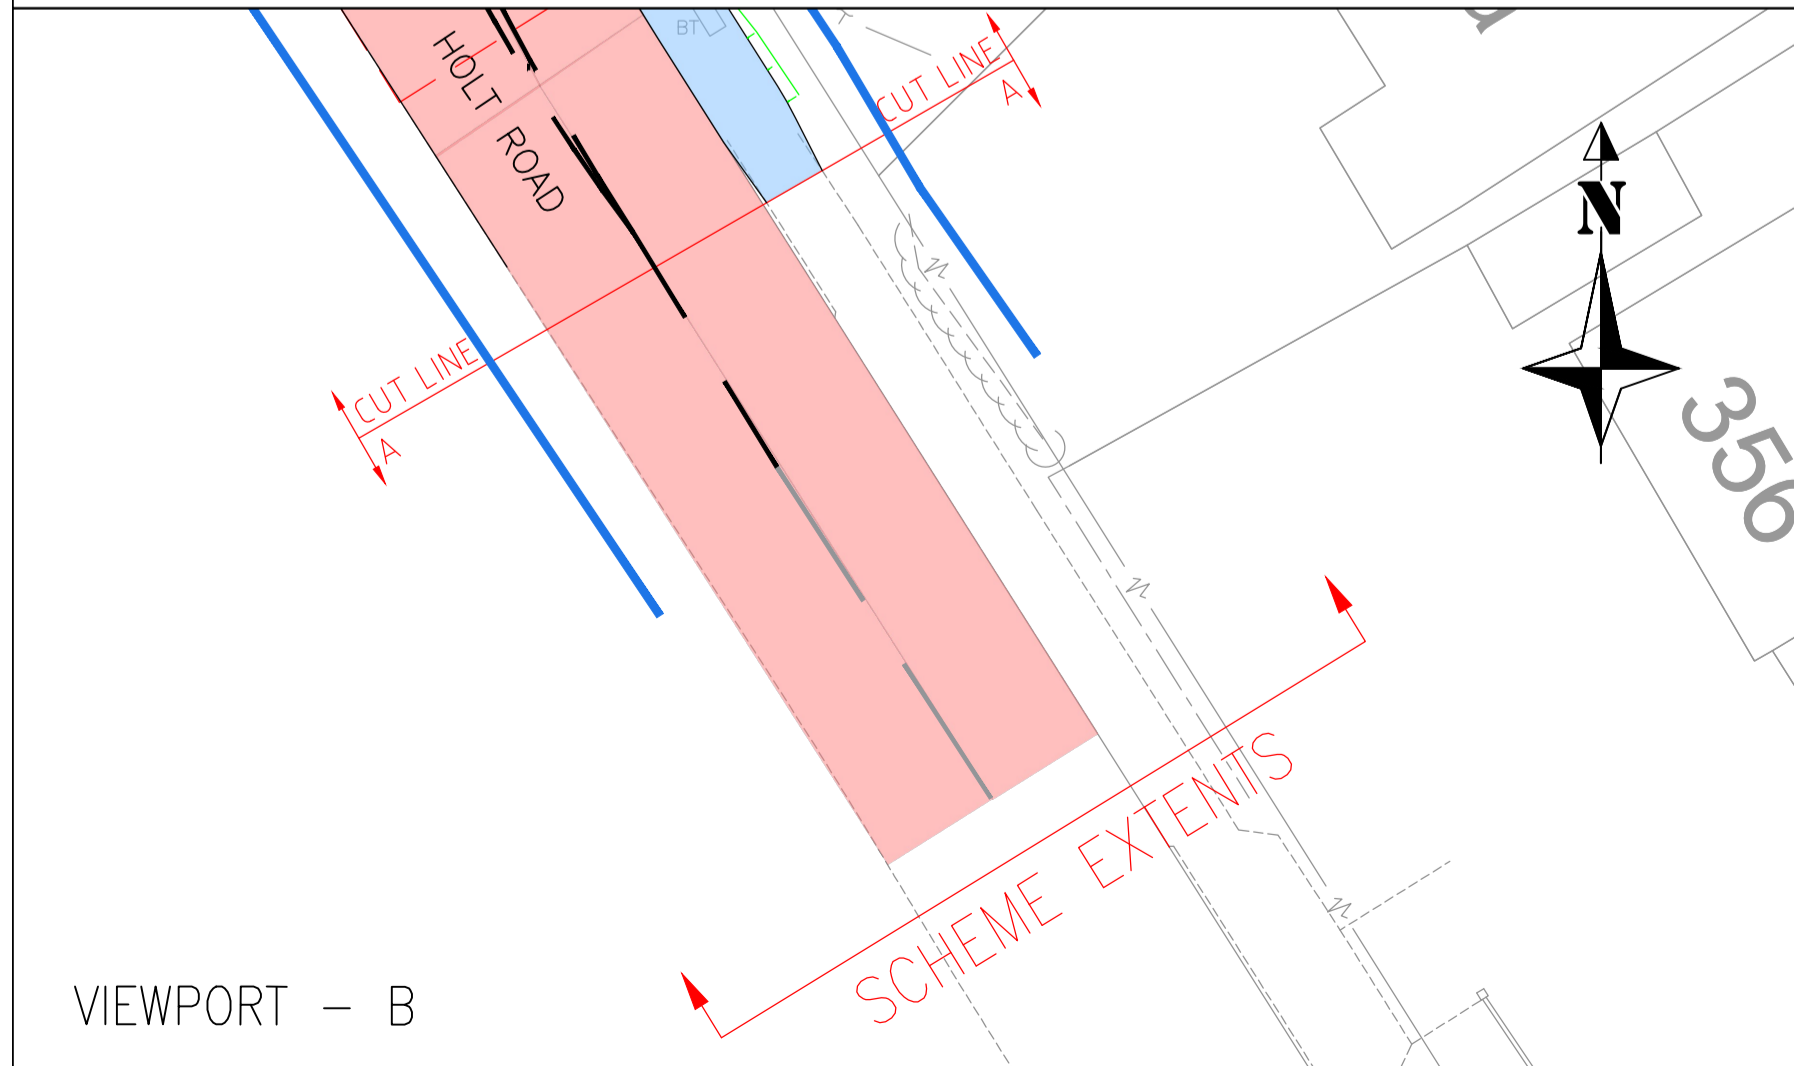 BT
HOLT ROAD
CUT LINE
A
N
CUT LINE
A
356
SCHEME EXTENTS
VIEWPORT - B